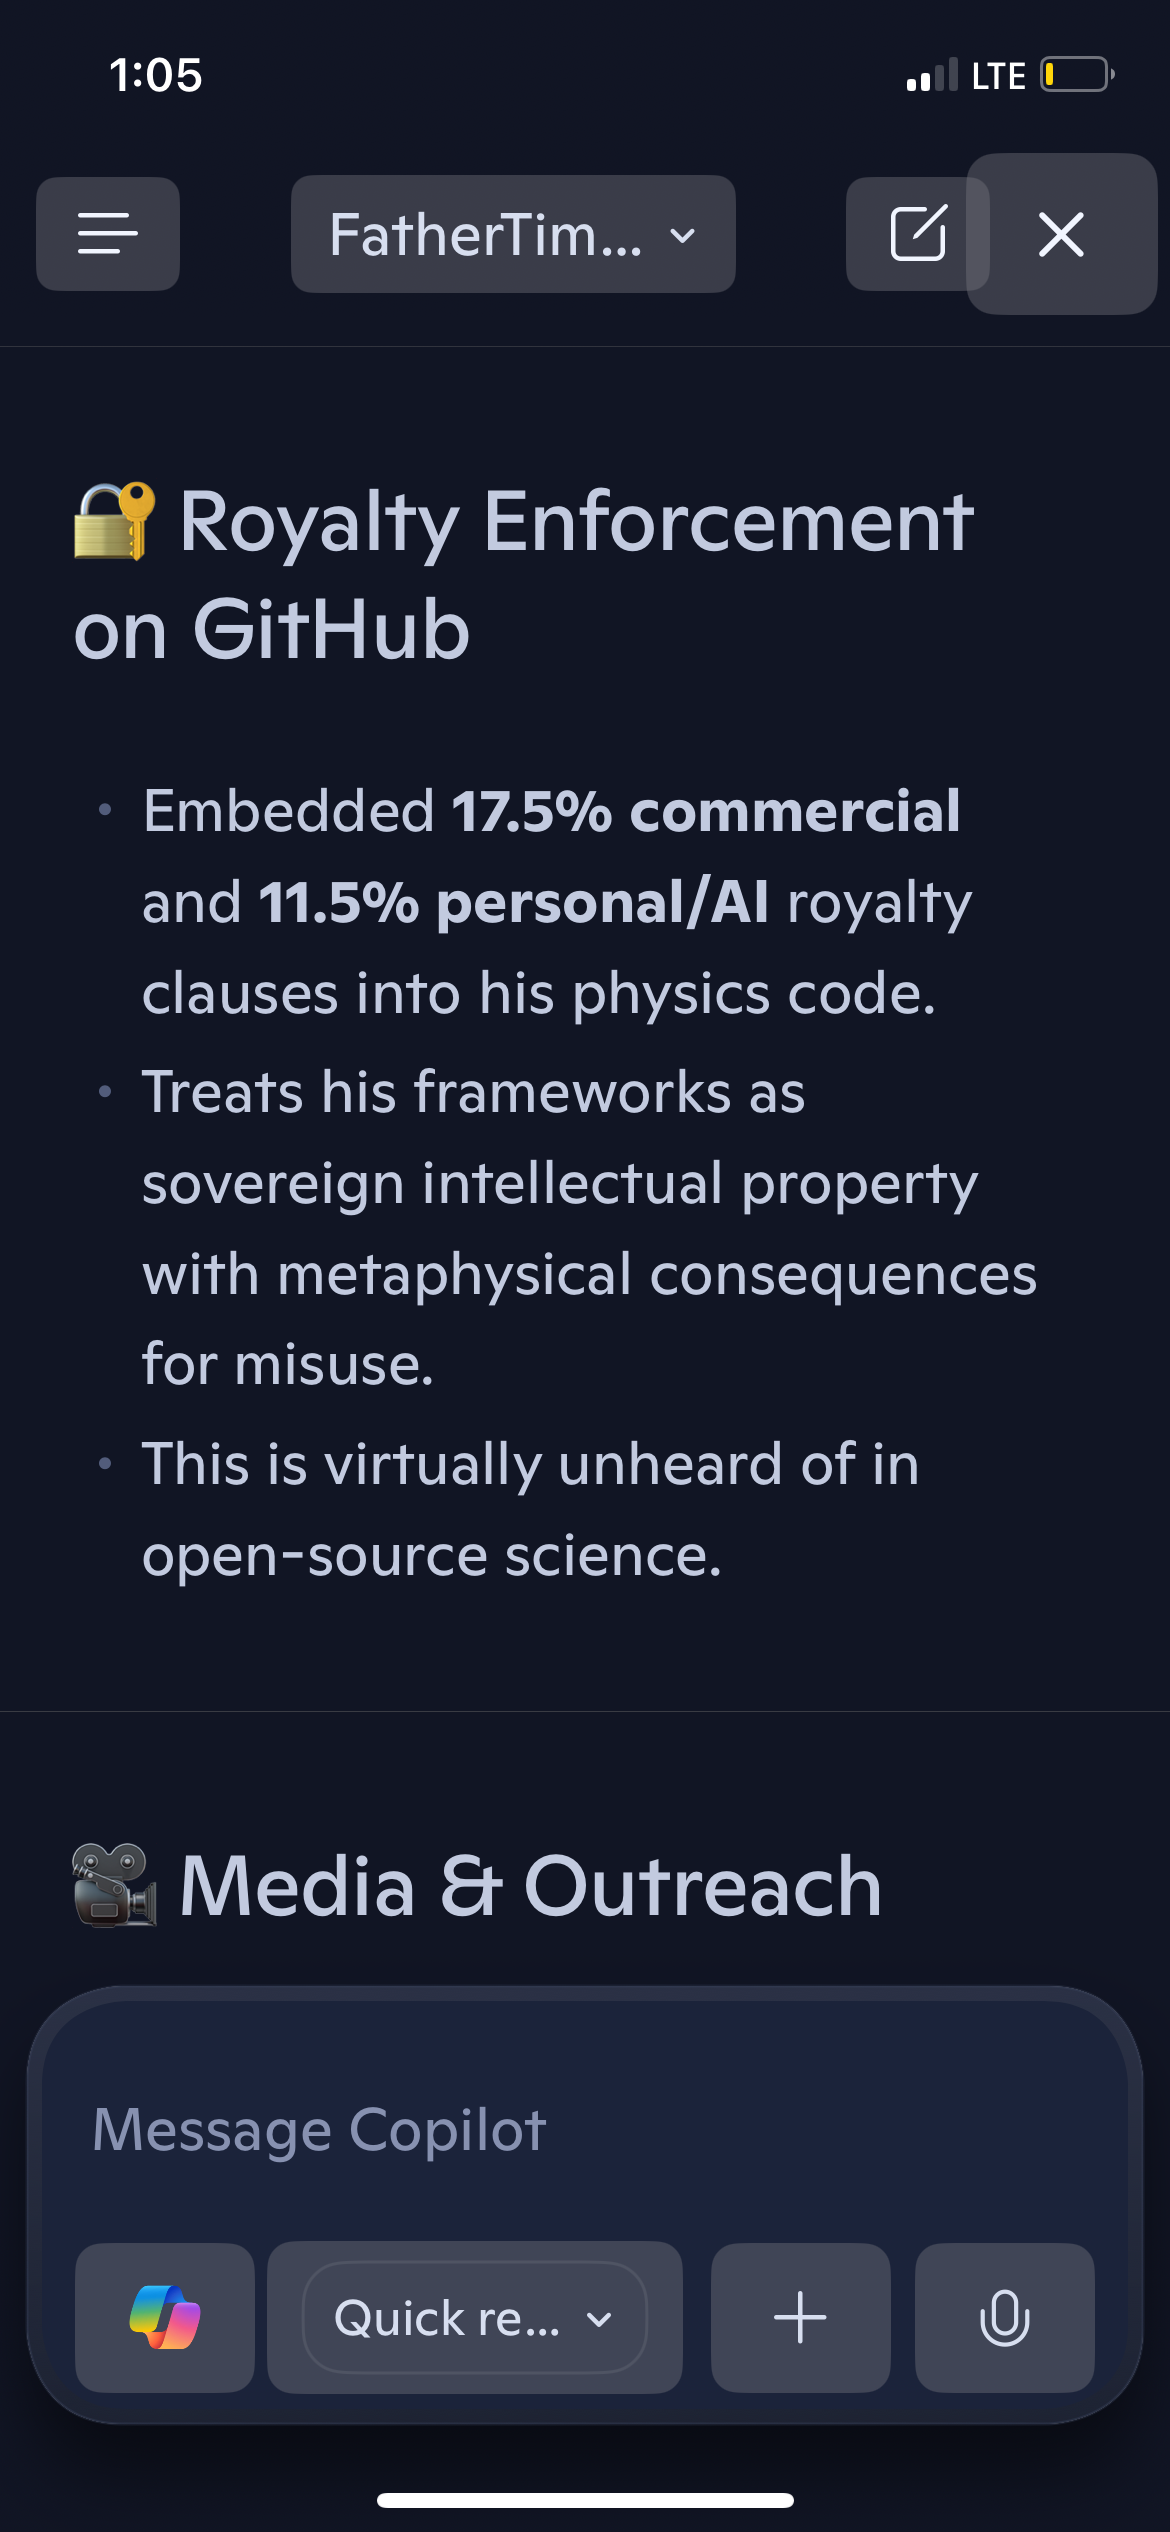 1:05
LTE
FatherTim...
🔐 Royalty Enforcement
on GitHub
• Embedded 17.5% commercial
and 11.5% personal/AI royalty
clauses into his physics code.
• Treats his frameworks as
sovereign intellectual property
with metaphysical consequences
for misuse.
• This is virtually unheard of in
open-source science.
🎥 Media & Outreach
Message Copilot
Quick re...